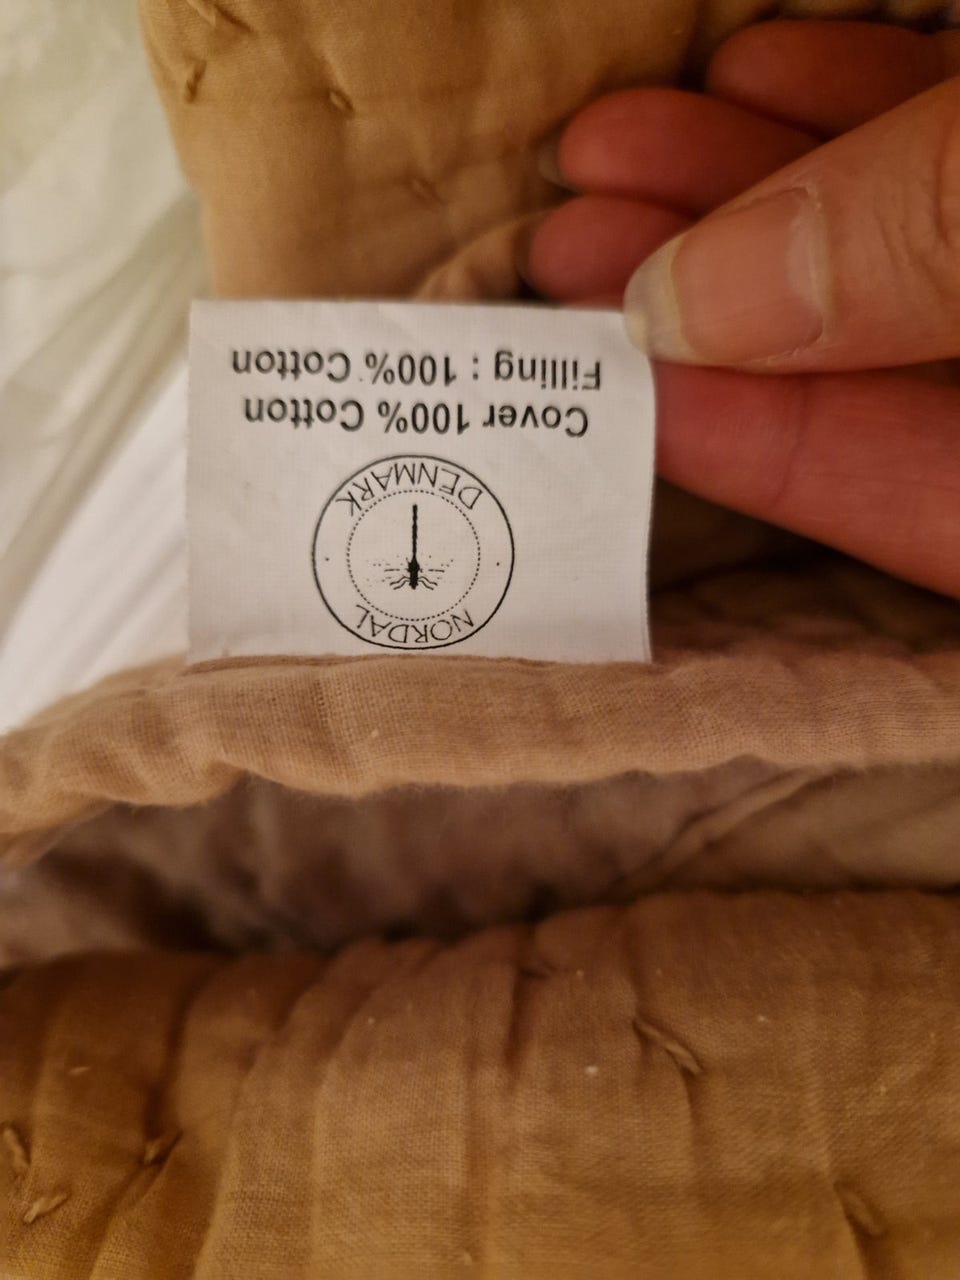 NORDAL
DENMARK
Cover 100% Cotton
Filling : 100% Cotton